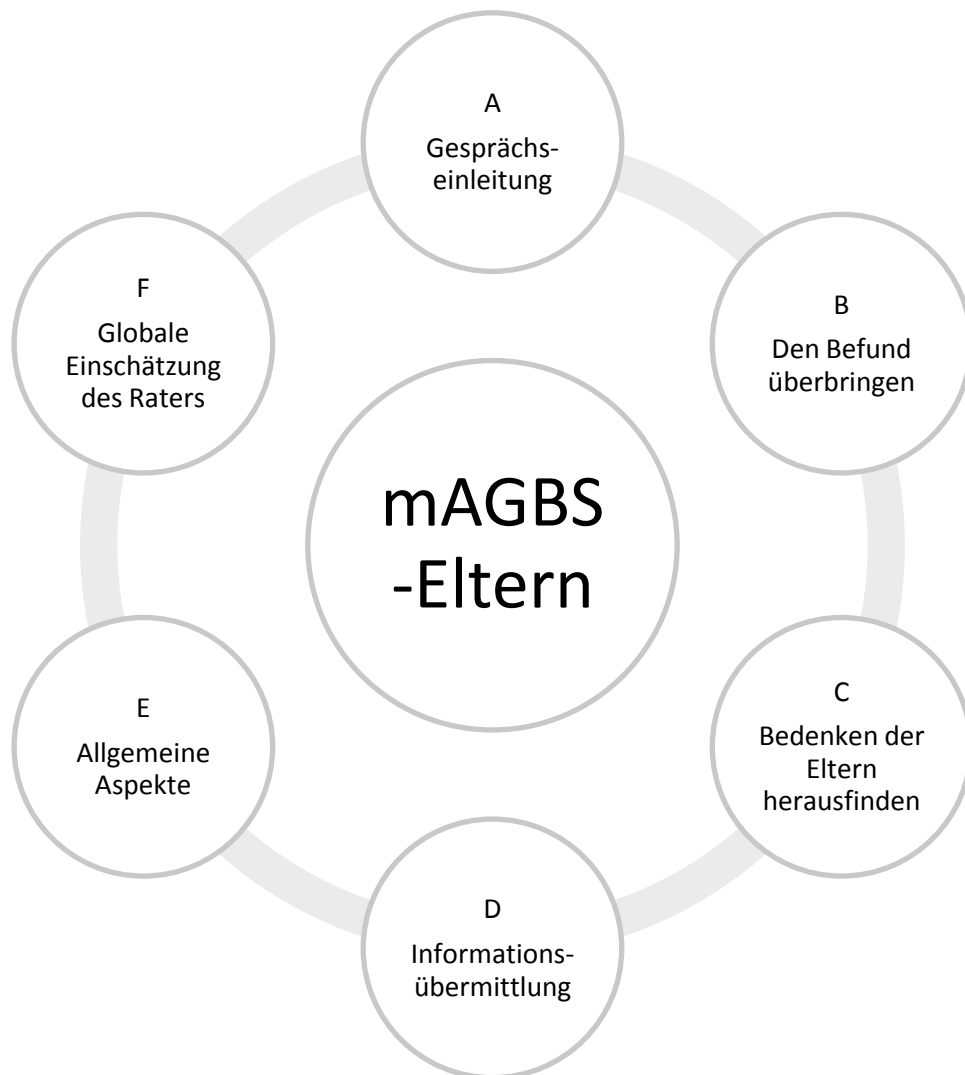 A
Gesprächs-
einleitung
B
Den Befund
überbringen
C
Bedenken der
Eltern
herausfinden
D
Informations-
übermittlung
E
Allgemeine
Aspekte
F
Globale
Einschätzung
des Raters
mAGBS
-Eltern